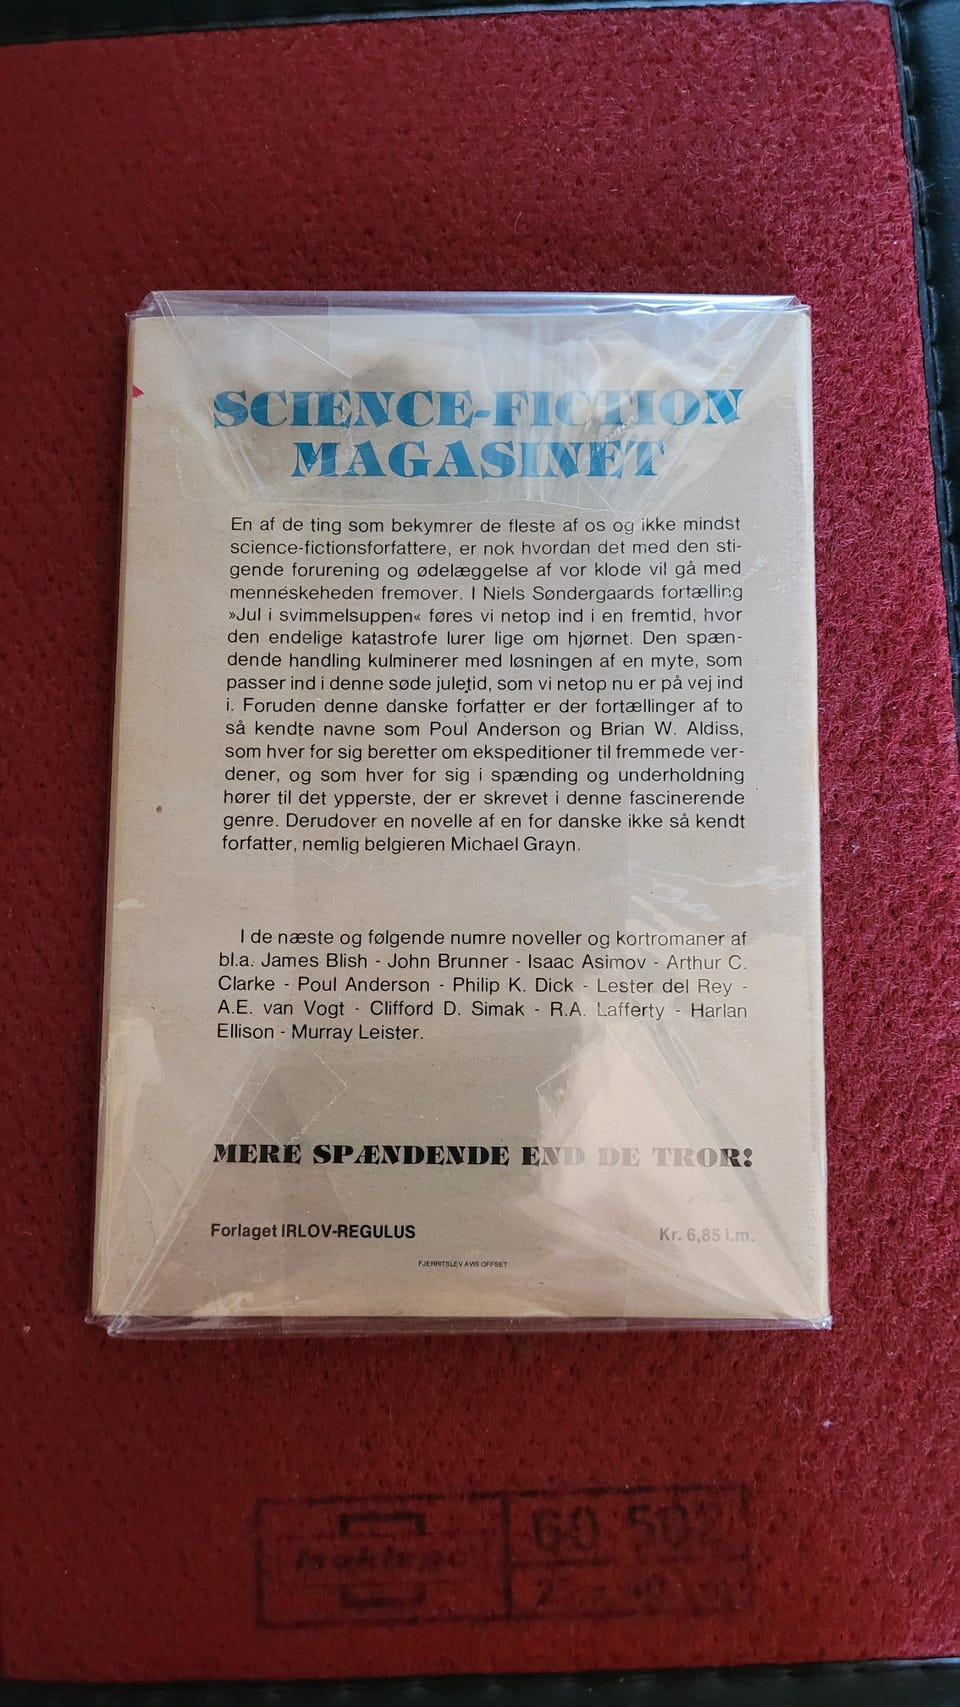 SCIENCE-FICTION
MAGASINET
En af de ting som bekymrer de fleste af os og ikke mindst
science-fictionsforfattere, er nok hvordan det med den sti-
gende forurening og ødelæggelse af vor klode vil gå med
menneskeheden fremover. I Niels Søndergaards fortælling
»Jul i svimmelsuppen« føres vi netop ind i en fremtid, hvor
den endelige katastrofe lurer lige om hjørnet. Den spæn-
dende handling kulminerer med løsningen af en myte, som
passer ind i denne søde juletid, som vi netop nu er på vej ind
i. Foruden denne danske forfatter er der fortællinger af to
så kendte navne som Poul Anderson og Brian W. Aldiss,
som hver for sig beretter om ekspeditioner til fremmede ver-
dener, og som hver for sig i spænding og underholdning
hører til det ypperste, der er skrevet i denne fascinerende
genre. Derudover en novelle af en for danske ikke så kendt
forfatter, nemlig belgieren Michael Grayn.
I de næste og følgende numre noveller og kortromaner af
bl.a. James Blish - John Brunner - Isaac Asimov - Arthur C.
Clarke - Poul Anderson - Philip K. Dick - Lester del Rey -
A.E. van Vogt - Clifford D. Simak - R.A. Lafferty - Harlan
Ellison - Murray Leister.
MERE SPÆNDENDE END DE TROR!
Forlaget IRLOV-REGULUS Kr. 6,85 i.m.
FJERRITSLEV AVIS OFFSET
60 502